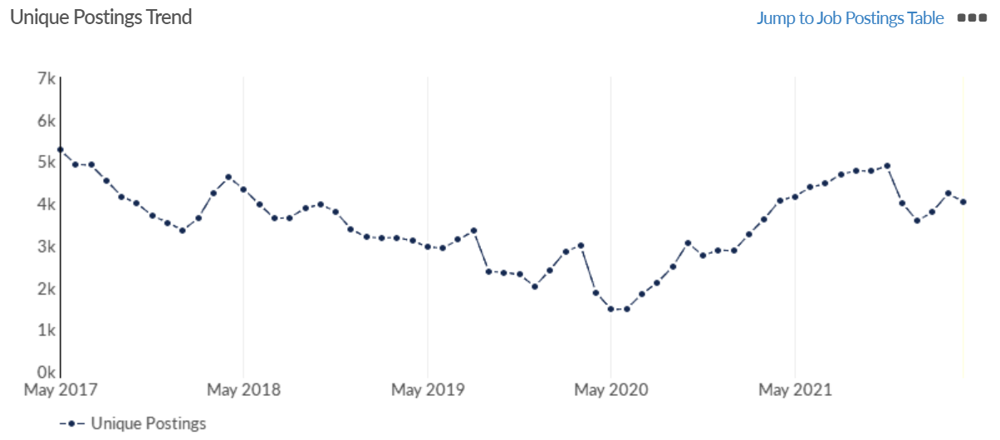 Unique Postings Trend
Jump to Job Postings Table
7k
6k
5k
4k
3k
2k
1k
0k
May 2017 May 2018 May 2019 May 2020 May 2021
Unique Postings